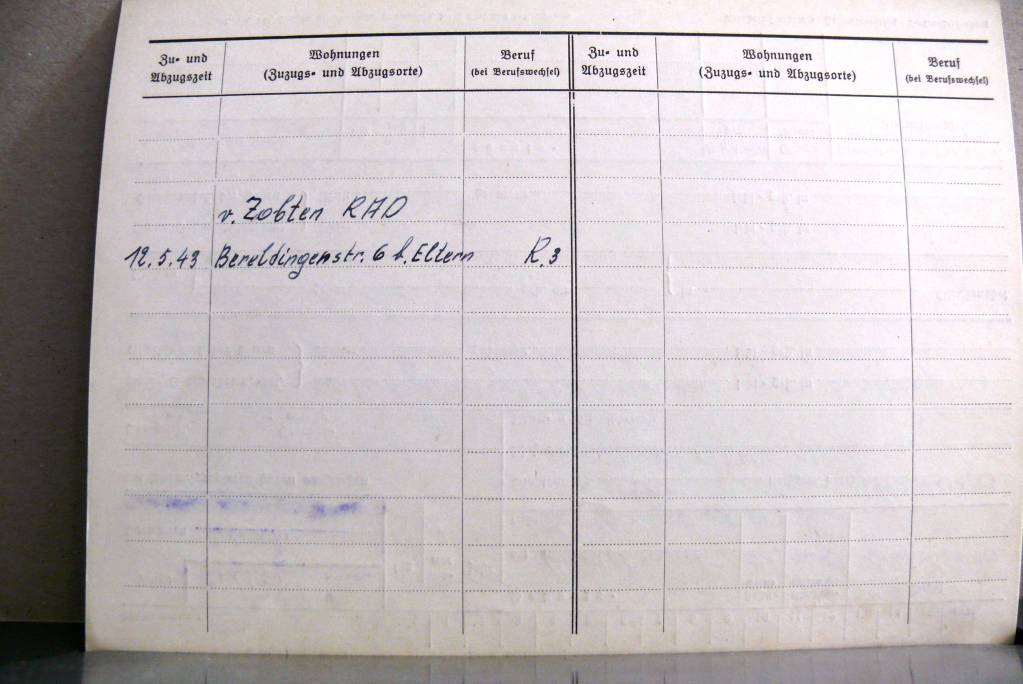 Zu- und
Abzugszeit
Wohnungen
(Zuzugs- und Abzugsorte)
Beruf
(bei Berufswechsel)
Zu- und
Abzugszeit
Wohnungen
(Zuzugs- und Abzugsorte)
Beruf
(bei Berufswechsel)
v. Zobten RAD
12.5.43 Bereldingenstr. 6 b. Eltern R.3